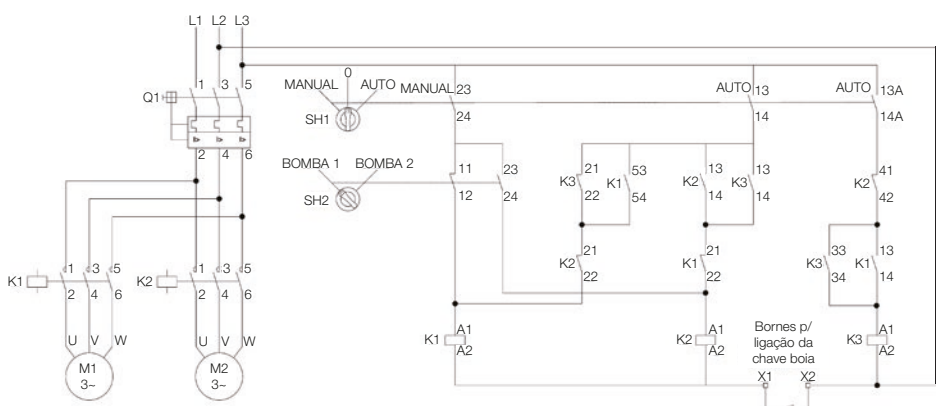 L1 L2 L3
1 3 5
Q1
2 4 6
MANUAL 0 AUTO
SH1
MANUAL 23
24
AUTO 13
14
AUTO 13A
14A
BOMBA 1 BOMBA 2
SH2
11
12
23
24
K3 21
22
K1 53
54
K2 13
14
K3 13
14
K2 41
42
K2 21
22
K1 21
22
K3 33
34
K1 13
14
K1 1 3 5
2 4 6
K2 1 3 5
2 4 6
U V W
M1
3~
U V W
M2
3~
K1 A1
A2
K2 A1
A2
Bornes p/
ligação da
chave boia
X1 X2
K3 A1
A2